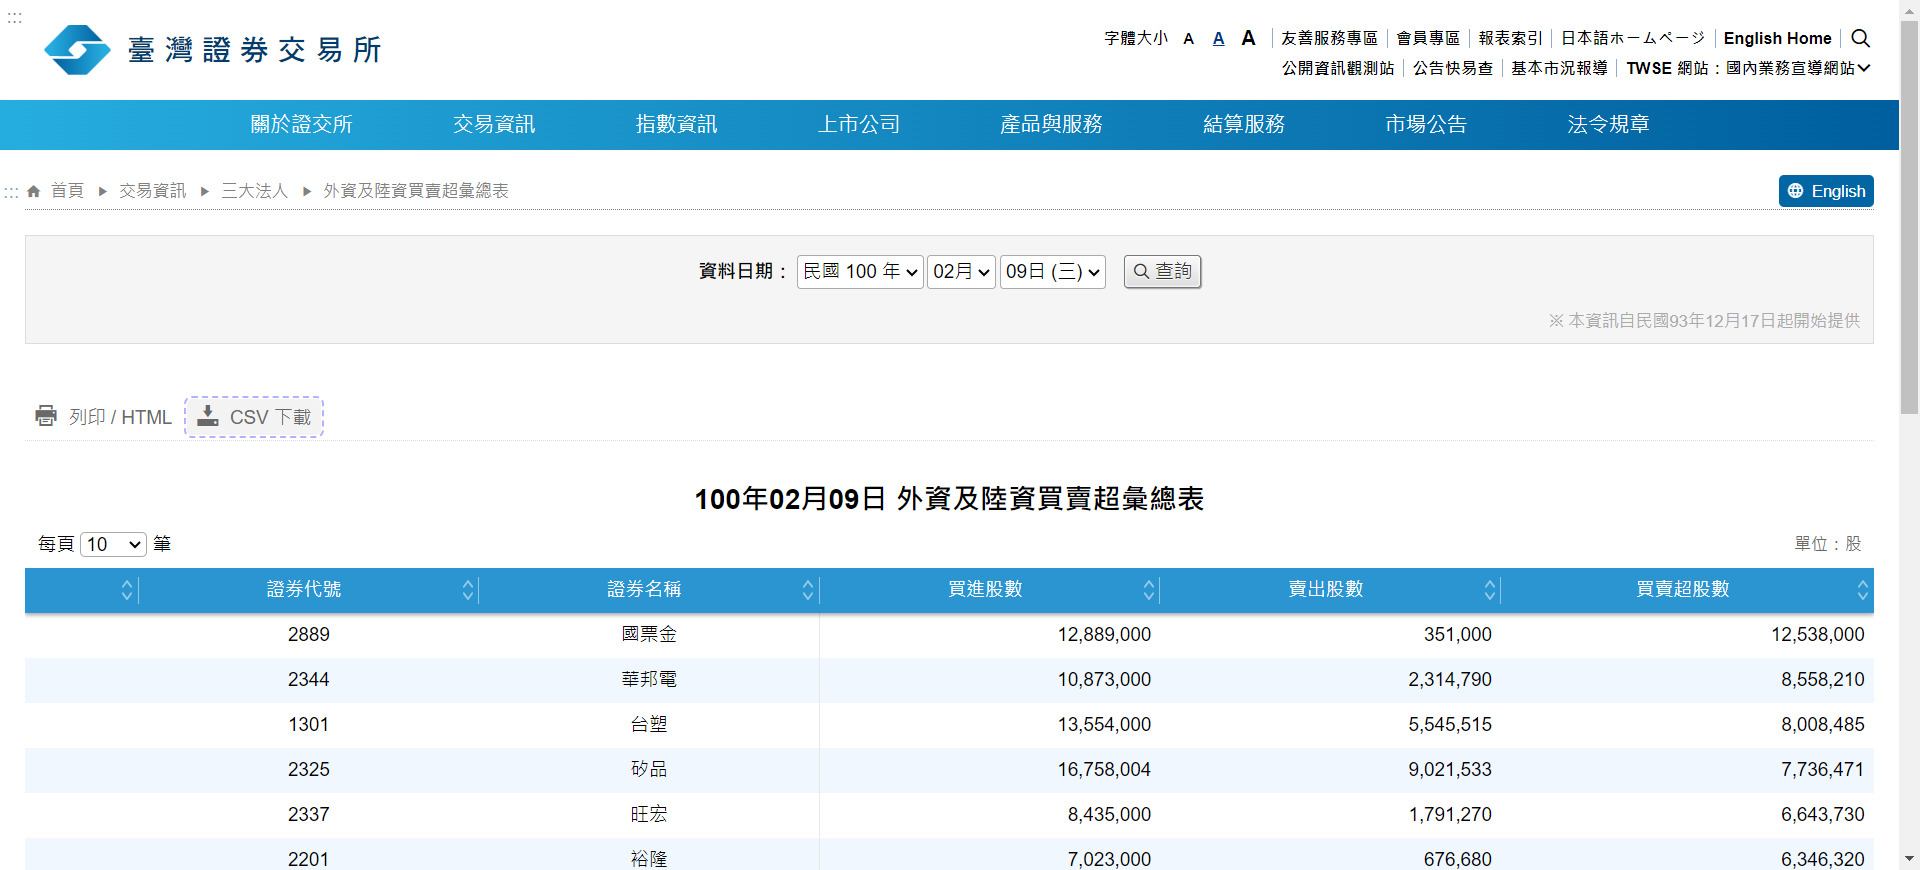 臺灣證券交易所
字體大小 A A A 友善服務專區 會員專區 報表索引 日本語ホームページ English Home
公開資訊觀測站 公告快易查 基本市況報導 TWSE 網站：國內業務宣導網站
關於證交所 交易資訊 指數資訊 上市公司 產品與服務 結算服務 市場公告 法令規章
首頁 交易資訊 三大法人 外資及陸資買賣超彙總表
English
資料日期： 民國 100 年 02月 09日 (三) 查詢
※ 本資訊自民國93年12月17日起開始提供
列印 / HTML CSV 下載
100年02月09日 外資及陸資買賣超彙總表
每頁 10 筆
單位：股
證券代號 證券名稱 買進股數 賣出股數 買賣超股數
2889 國票金 12,889,000 351,000 12,538,000
2344 華邦電 10,873,000 2,314,790 8,558,210
1301 台塑 13,554,000 5,545,515 8,008,485
2325 矽品 16,758,004 9,021,533 7,736,471
2337 旺宏 8,435,000 1,791,270 6,643,730
2201 裕隆 7,023,000 676,680 6,346,320